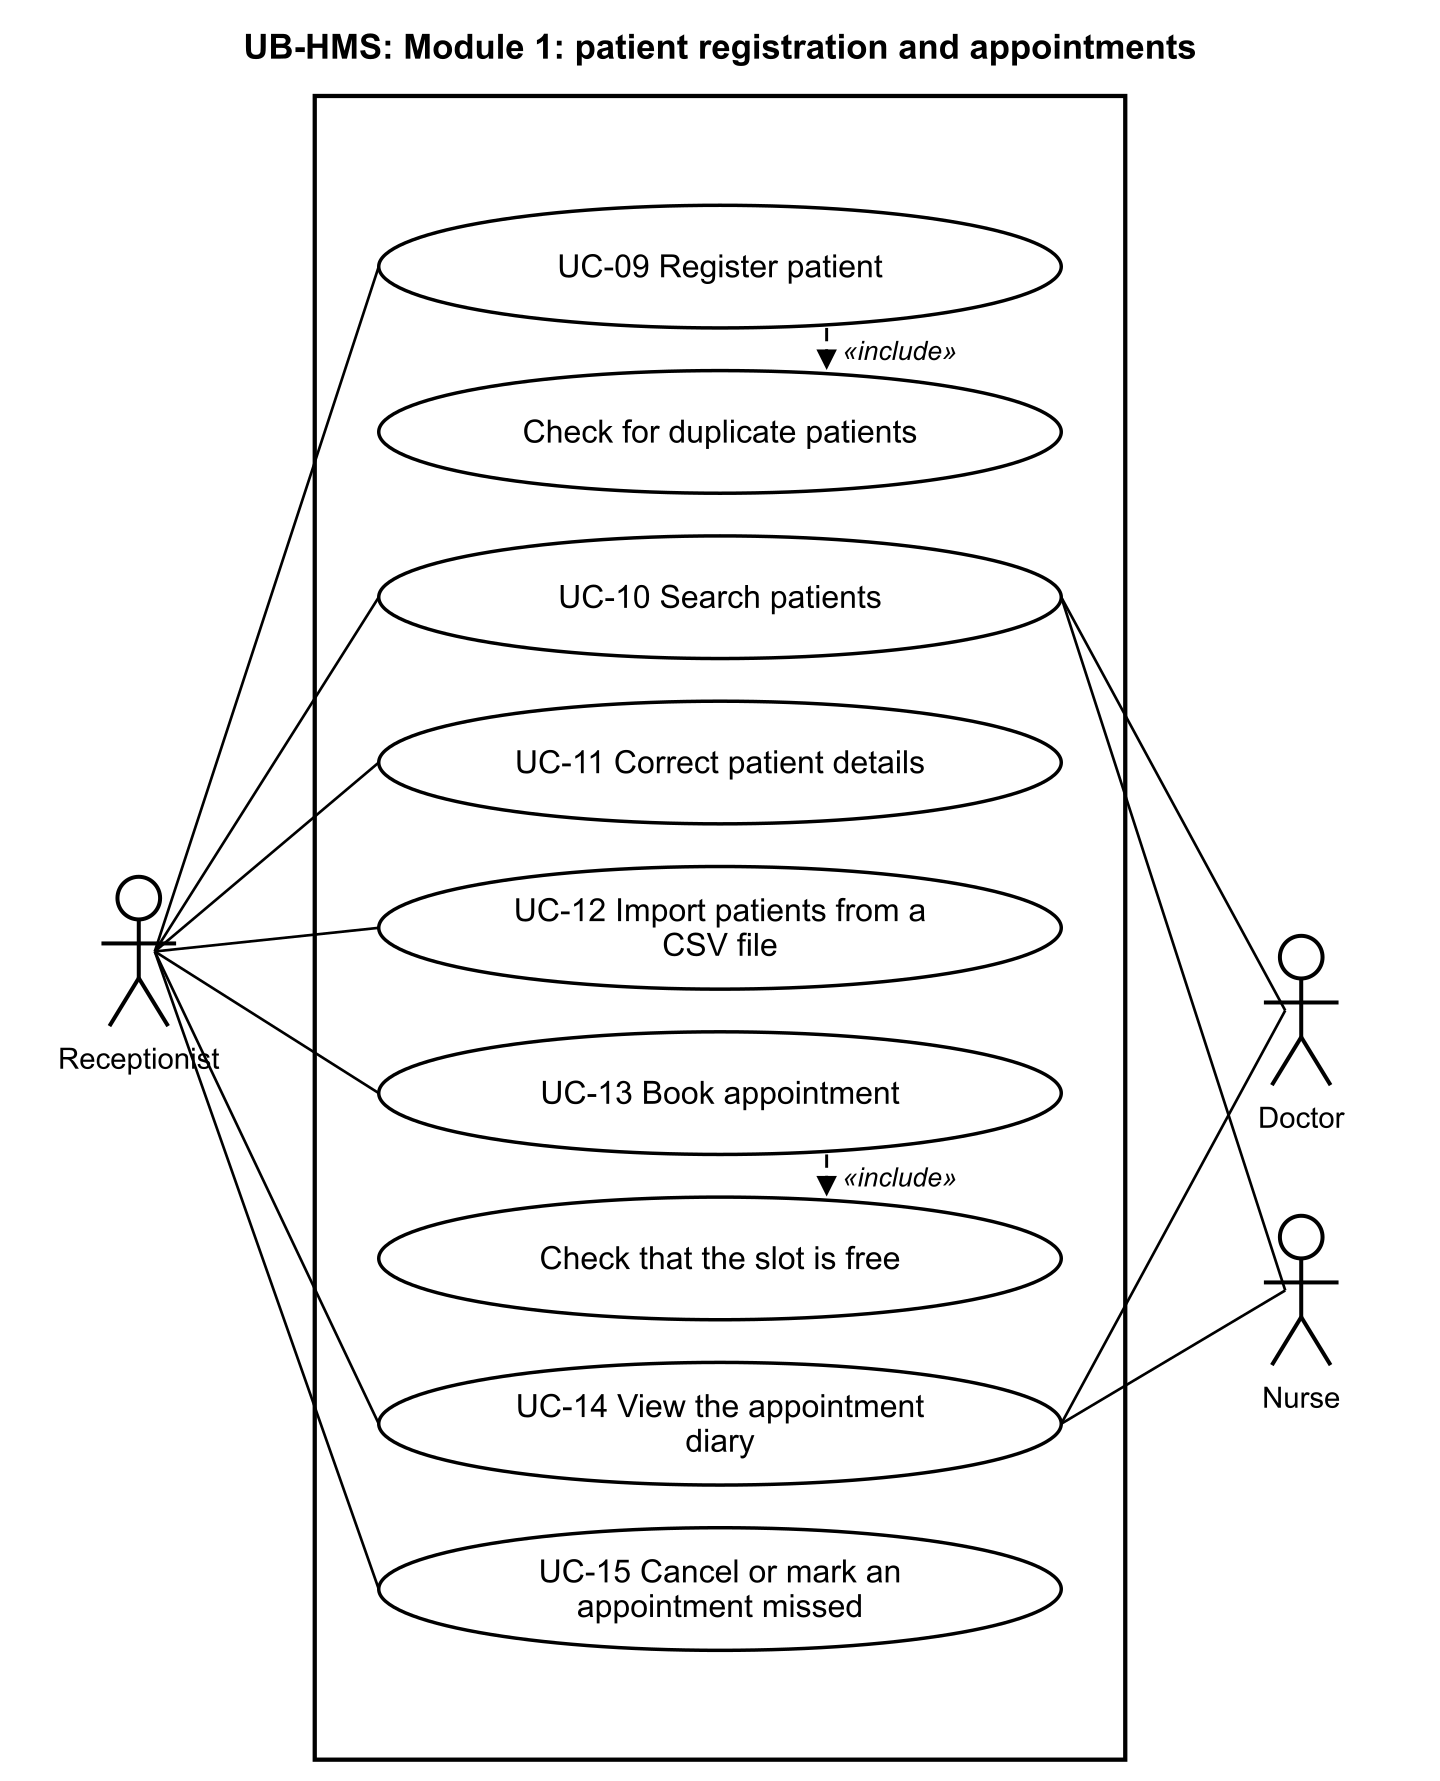 UB-HMS: Module 1: patient registration and appointments
UC-09 Register patient
«include»
Check for duplicate patients
UC-10 Search patients
UC-11 Correct patient details
UC-12 Import patients from a
CSV file
Receptionist
UC-13 Book appointment
Doctor
«include»
Check that the slot is free
UC-14 View the appointment
diary
Nurse
UC-15 Cancel or mark an
appointment missed